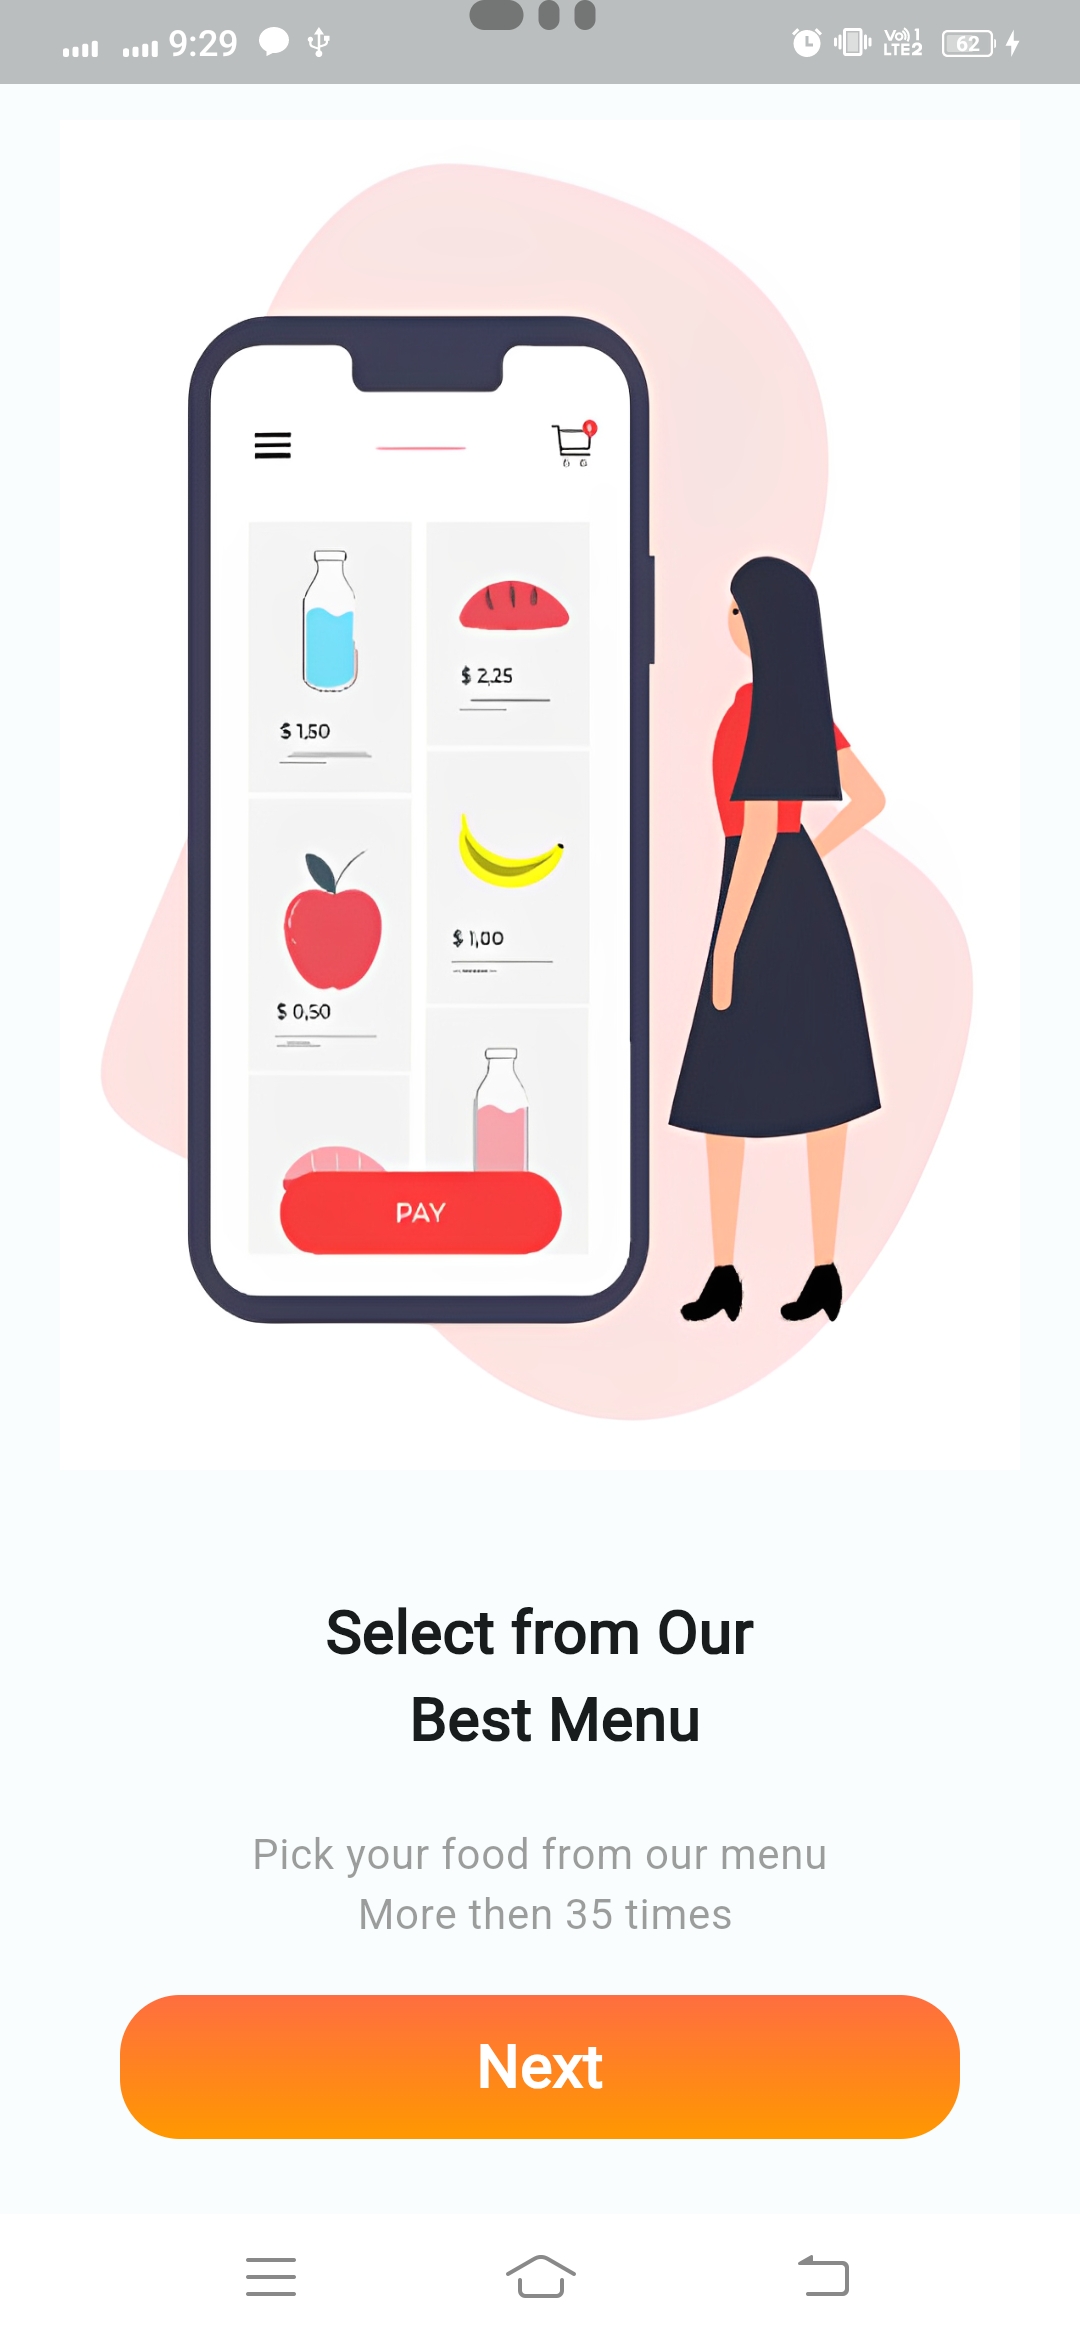 9:29
Vo)) 1
LTE2
62
$ 2,25
$ 1,50
$ 1,00
$ 0,50
PAY
Select from Our
Best Menu
Pick your food from our menu
More then 35 times
Next